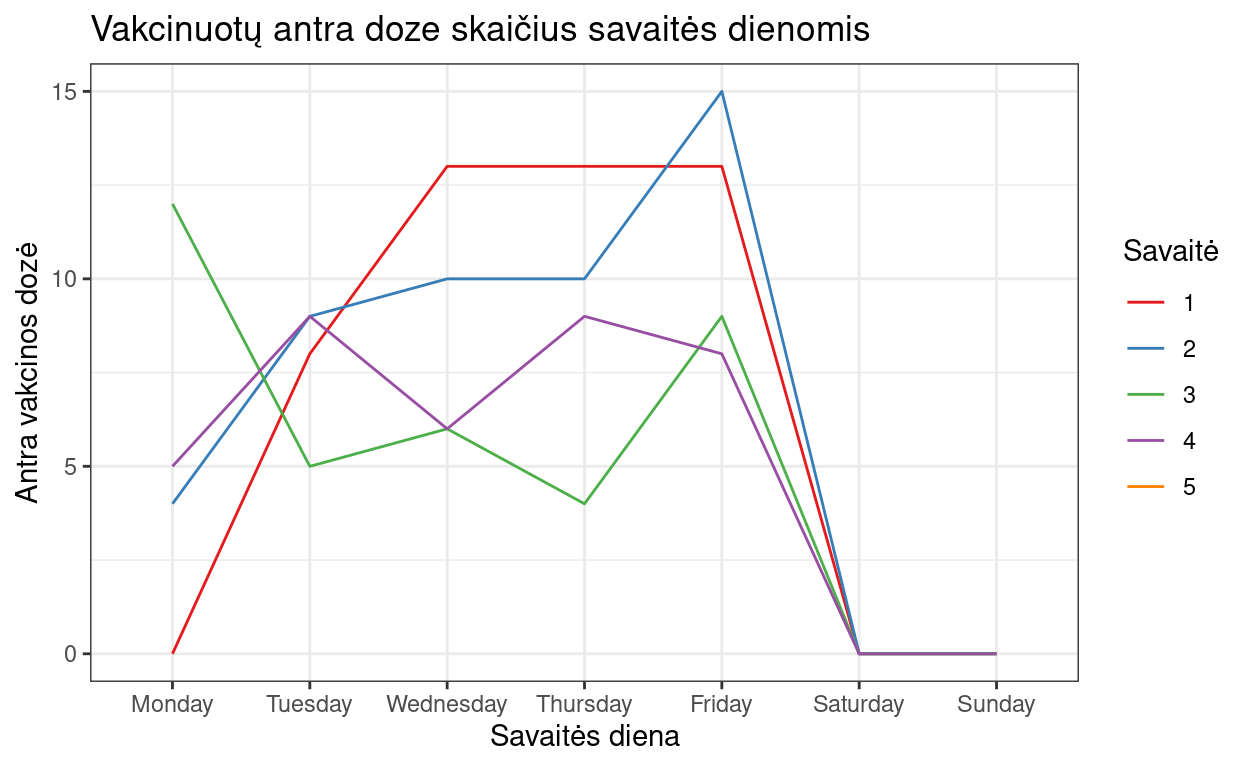 Vakcinuotų antra doze skaičius savaitės dienomis
Antra vakcinos dozė
15
10
5
0
Monday Tuesday Wednesday Thursday Friday Saturday Sunday
Savaitės diena
Savaitė
1
2
3
4
5